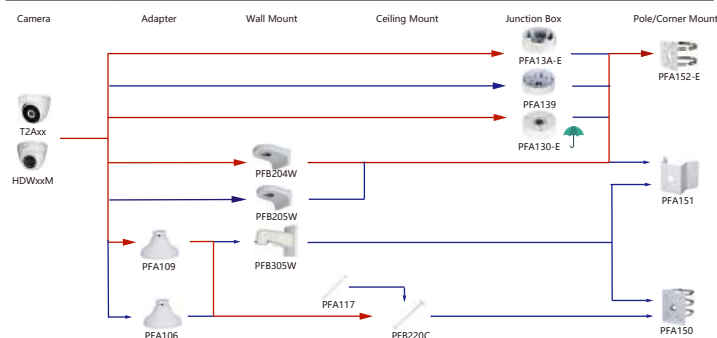 Camera Adapter Wall Mount Ceiling Mount Junction Box Pole/Corner Mount
PFA13A-E
PFA152-E
PFA139
T2Axx
PFA130-E
HDWxxM
PFB204W
PFA151
PFB205W
PFA109
PFB305W
PFA117
PFA106
PFB220C
PFA150